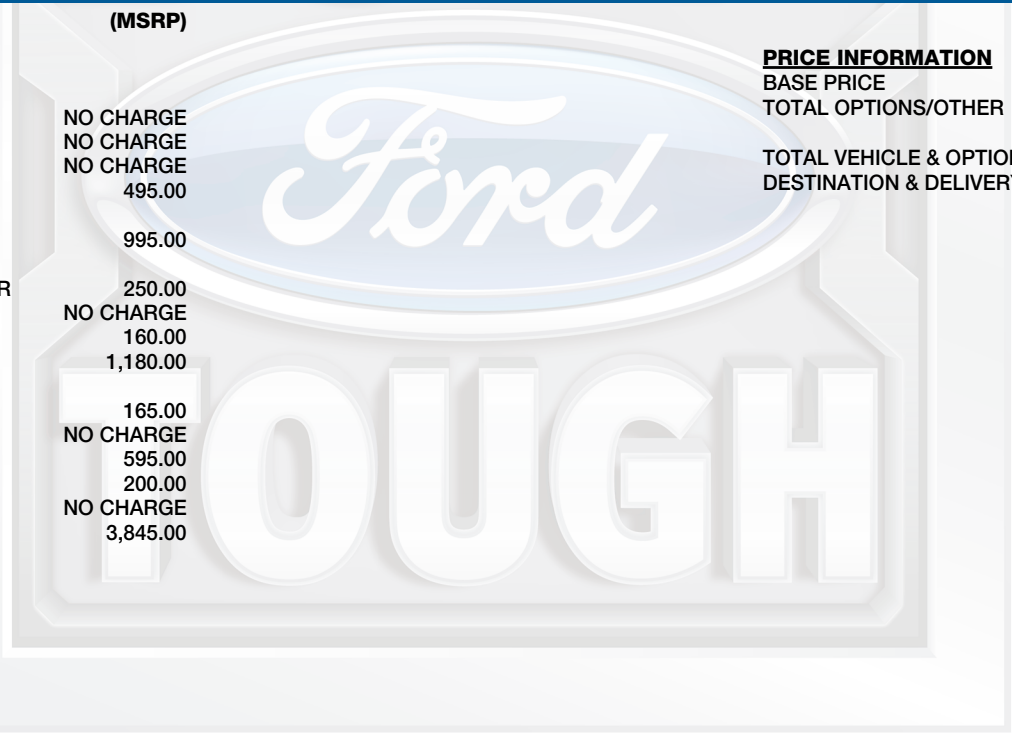 (MSRP)
NO CHARGE
NO CHARGE
NO CHARGE
495.00
995.00
R 250.00
NO CHARGE
160.00
1,180.00
165.00
NO CHARGE
595.00
200.00
NO CHARGE
3,845.00
PRICE INFORMATION
BASE PRICE
TOTAL OPTIONS/OTHER
TOTAL VEHICLE & OPTION
DESTINATION & DELIVERY
Ford
TOUGH